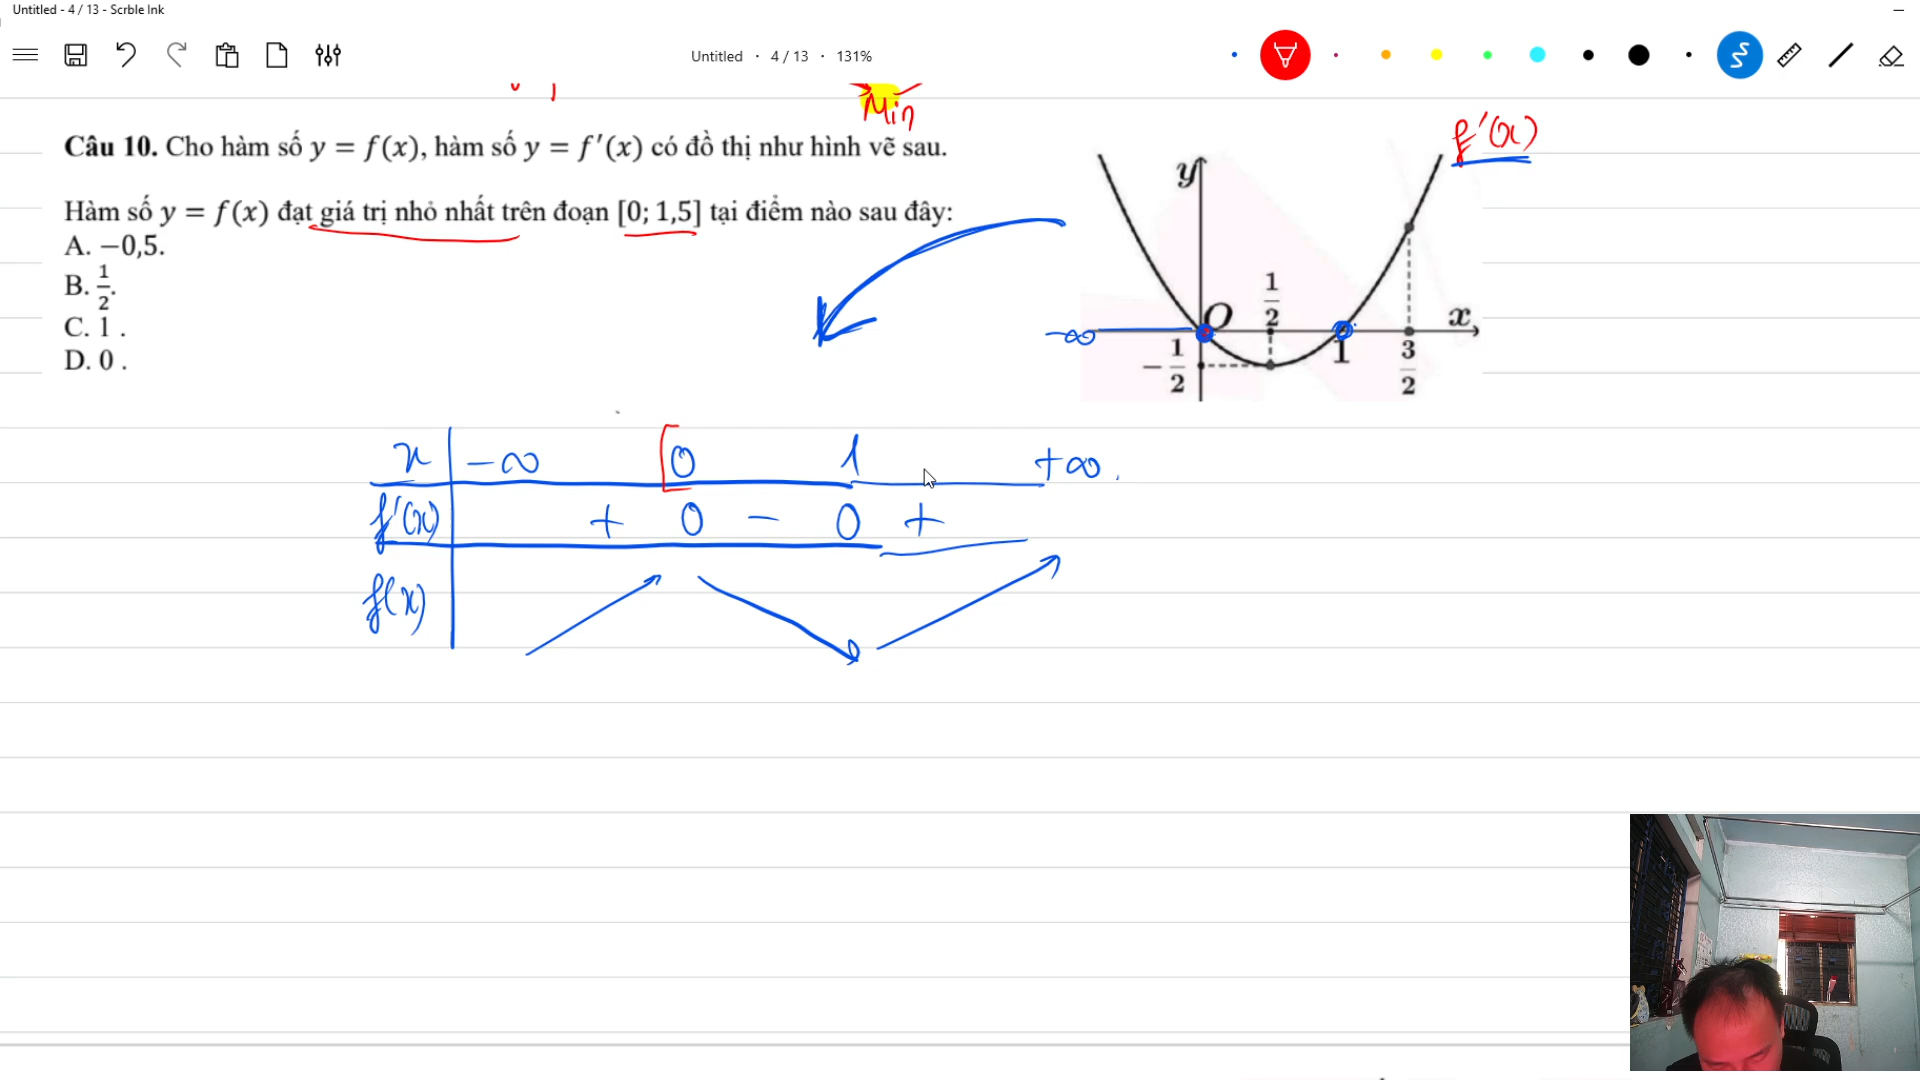 Untitled - 4 / 13 - Scrble Ink
Untitled · 4 / 13 · 131%
Min
Câu 10. Cho hàm số y = f(x), hàm số y = f′(x) có đồ thị như hình vẽ sau.
Hàm số y = f(x) đạt giá trị nhỏ nhất trên đoạn [0; 1,5] tại điểm nào sau đây:
A. −0,5.
B. 1/2.
C. 1 .
D. 0 .
f'(x)
y
O
1/2
x
-∞
−1/2
1
3/2
x -∞ [0 1 +∞ .
f'(x) + 0 - 0 +
f(x)